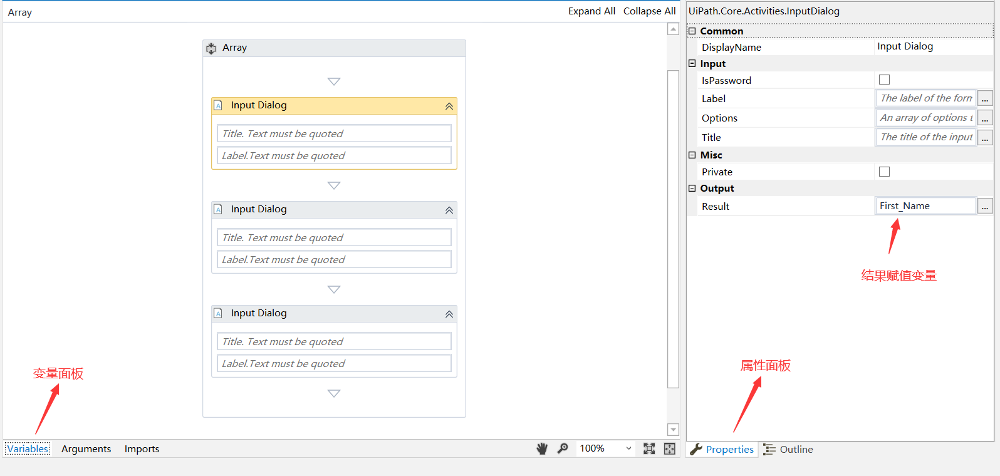 Array
Expand All
Collapse All
Array
Input Dialog
Title. Text must be quoted
Label.Text must be quoted
Input Dialog
Title. Text must be quoted
Label.Text must be quoted
Input Dialog
Title. Text must be quoted
Label.Text must be quoted
变量面板
Variables
Arguments
Imports
100%
UiPath.Core.Activities.InputDialog
Common
DisplayName
Input Dialog
Input
IsPassword
Label
The label of the form
...
Options
An array of options t
...
Title
The title of the input
...
Misc
Private
Output
Result
First_Name
...
结果赋值变量
属性面板
Properties
Outline